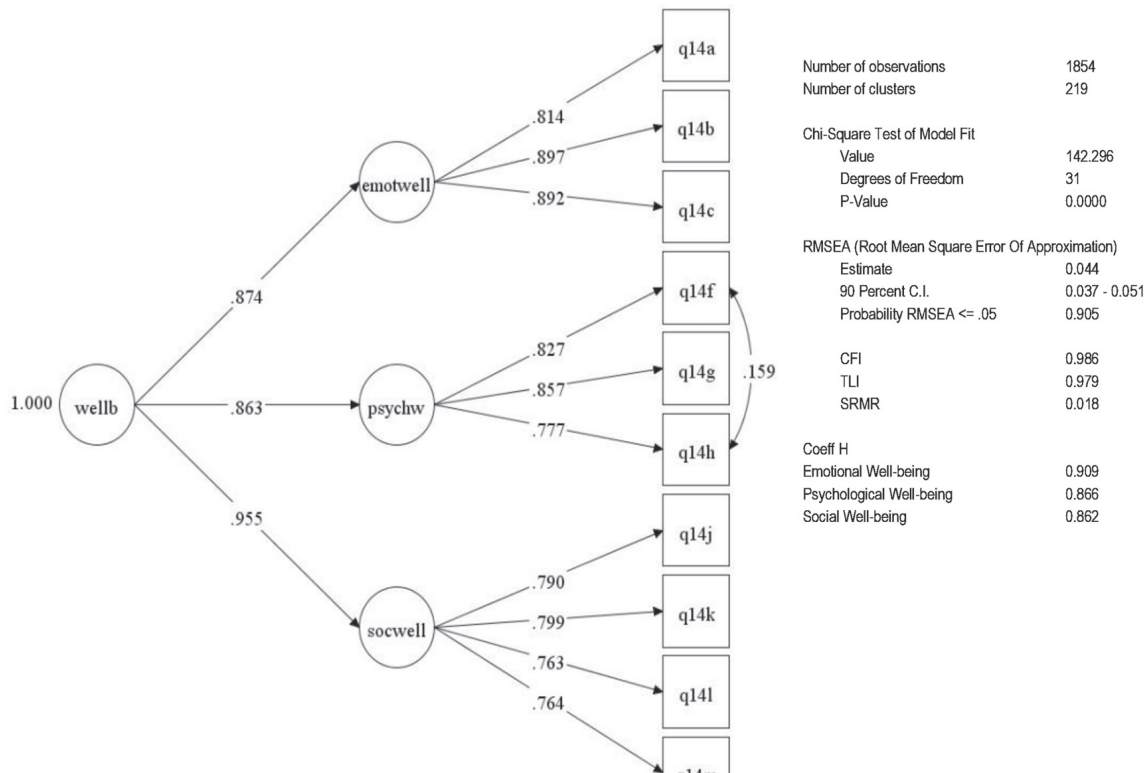 q14a
.814
q14b
.897
emotwell
.892
q14c
.874
q14f
.827
q14g
.857
.159
1.000
wellb
.863
psychw
.777
q14h
.955
q14j
.790
q14k
.799
socwell
.763
q14l
.764
Number of observations 1854
Number of clusters 219
Chi-Square Test of Model Fit
Value 142.296
Degrees of Freedom 31
P-Value 0.0000
RMSEA (Root Mean Square Error Of Approximation)
Estimate 0.044
90 Percent C.I. 0.037 - 0.051
Probability RMSEA <= .05 0.905
CFI 0.986
TLI 0.979
SRMR 0.018
Coeff H
Emotional Well-being 0.909
Psychological Well-being 0.866
Social Well-being 0.862